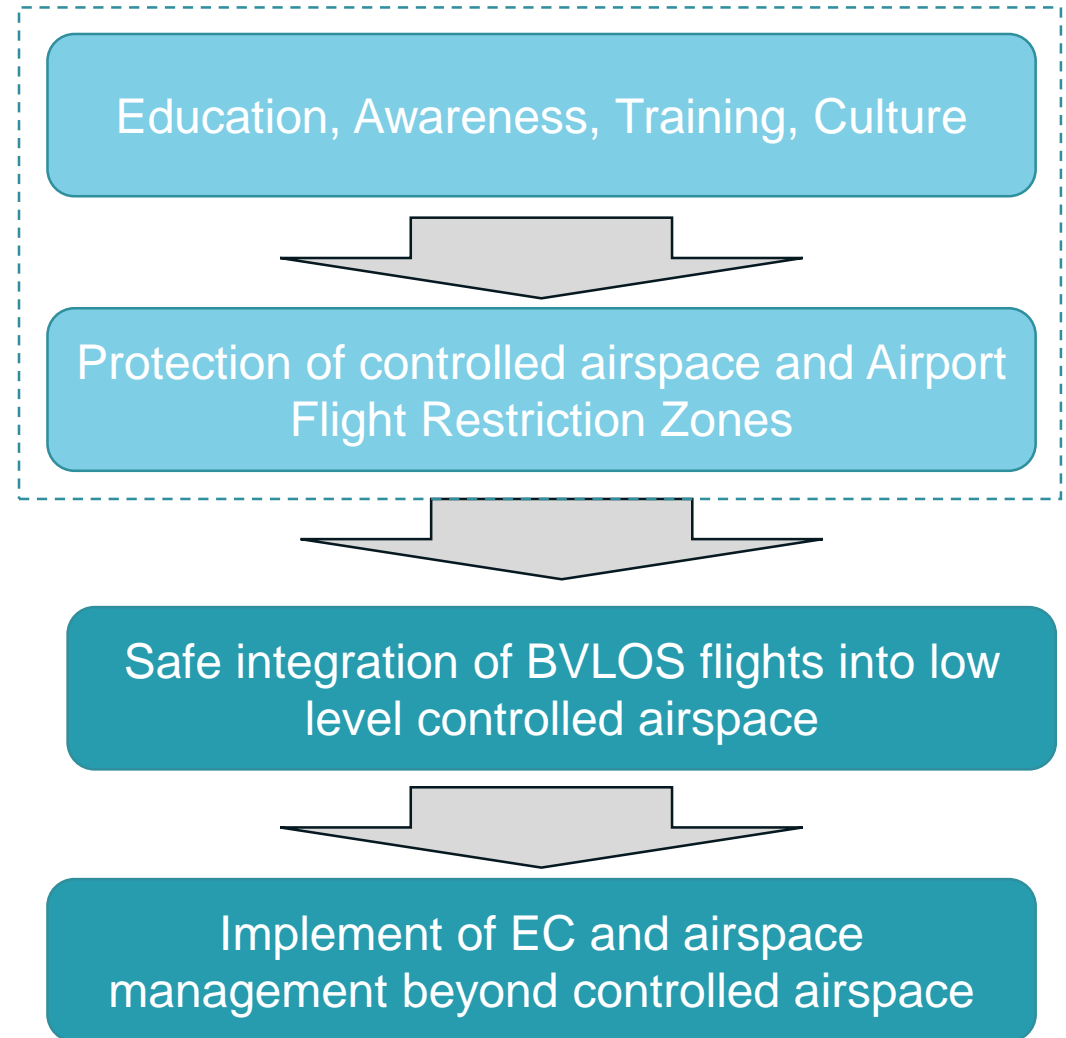 Education, Awareness, Training, Culture
Protection of controlled airspace and Airport
Flight Restriction Zones
Safe integration of BVLOS flights into low
level controlled airspace
Implement of EC and airspace
management beyond controlled airspace